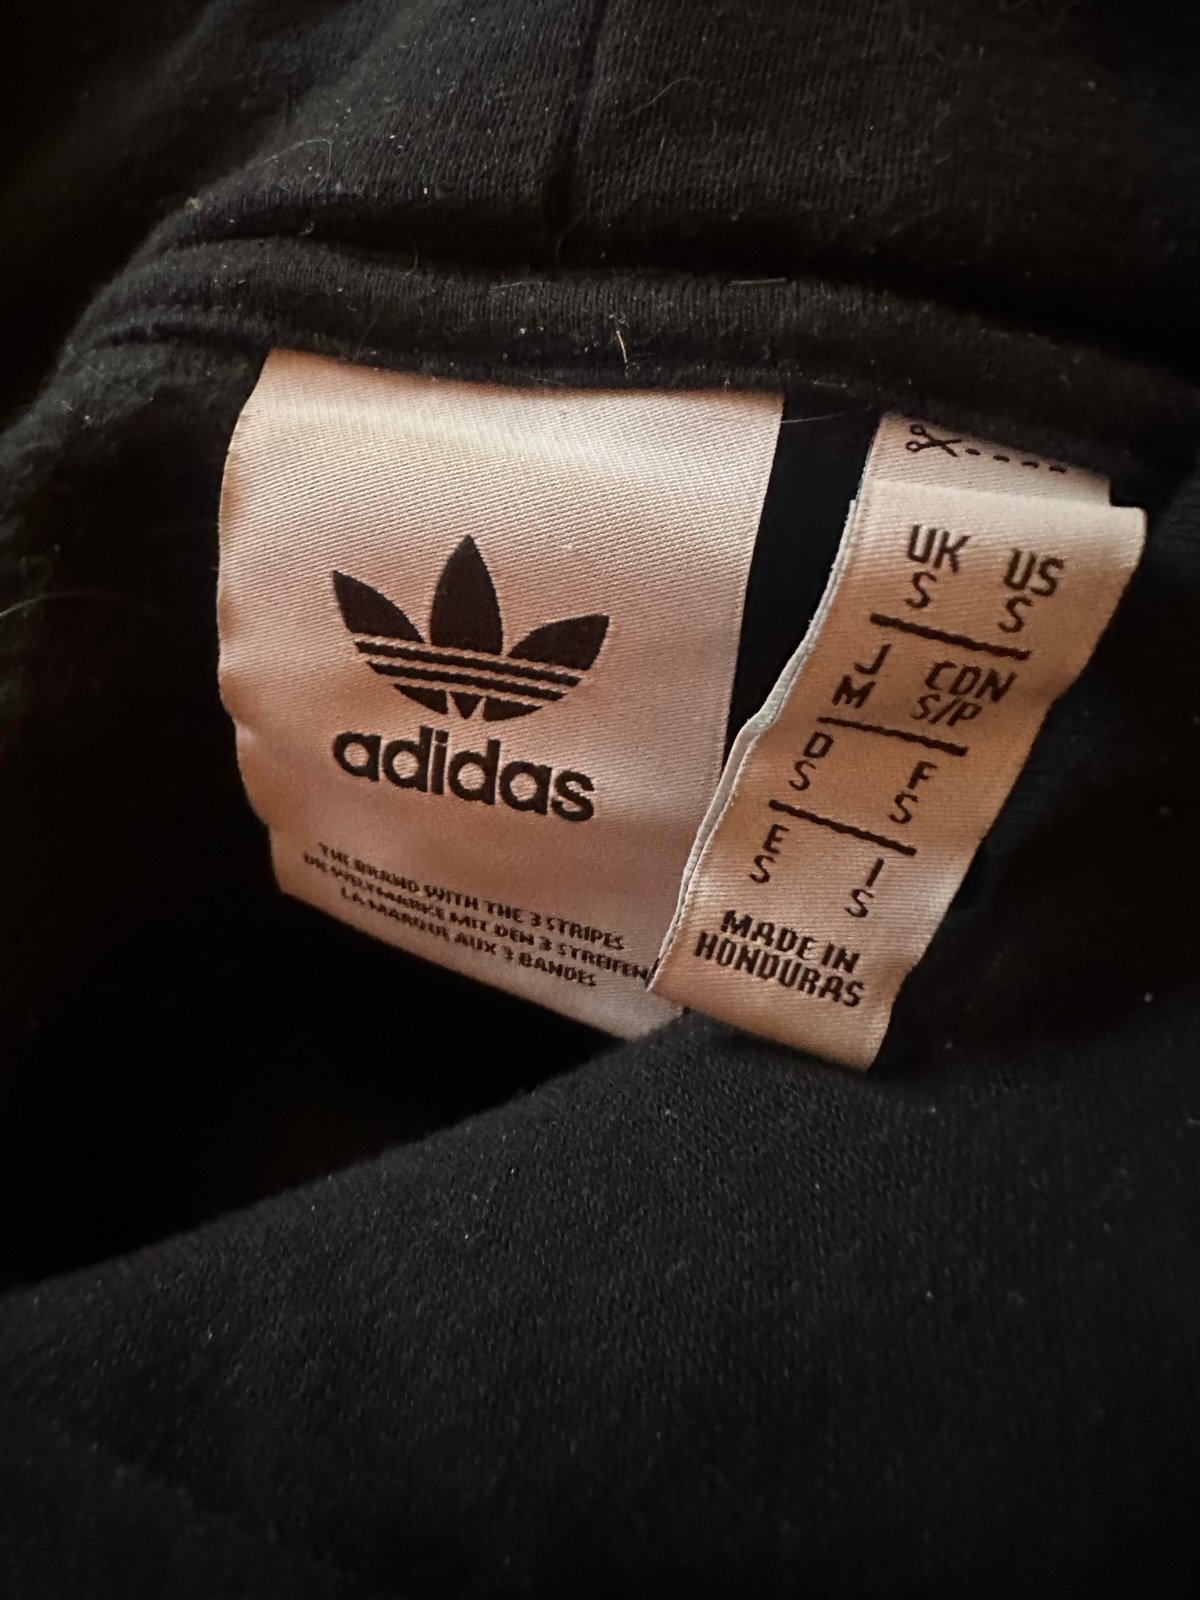 adidas
THE BRAND WITH THE 3 STRIPES
DIE WELTMARKE MIT DEN 3 STREIFEN
LA MARQUE AUX 3 BANDES
UK US
S S
J CDN
M S/P
D F
S S
E I
S S
MADE IN
HONDURAS